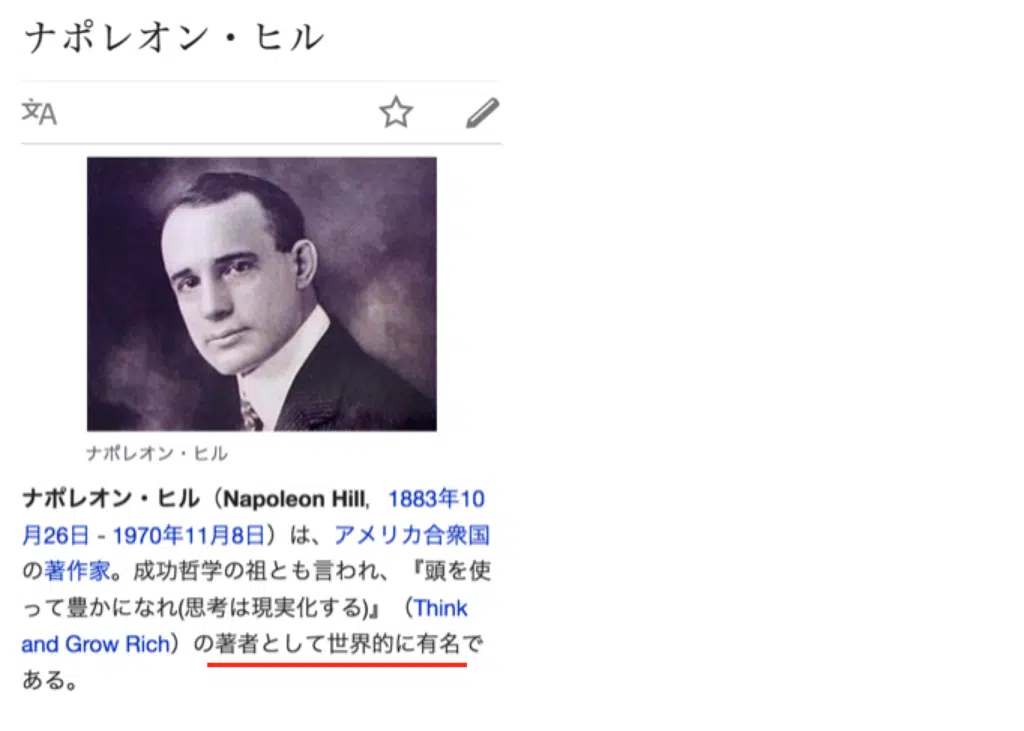 ナポレオン・ヒル
文A
ナポレオン・ヒル
ナポレオン・ヒル（Napoleon Hill, 1883年10
月26日 - 1970年11月8日）は、アメリカ合衆国
の著作家。成功哲学の祖とも言われ、『頭を使
って豊かになれ(思考は現実化する)』（Think
and Grow Rich）の著者として世界的に有名で
ある。